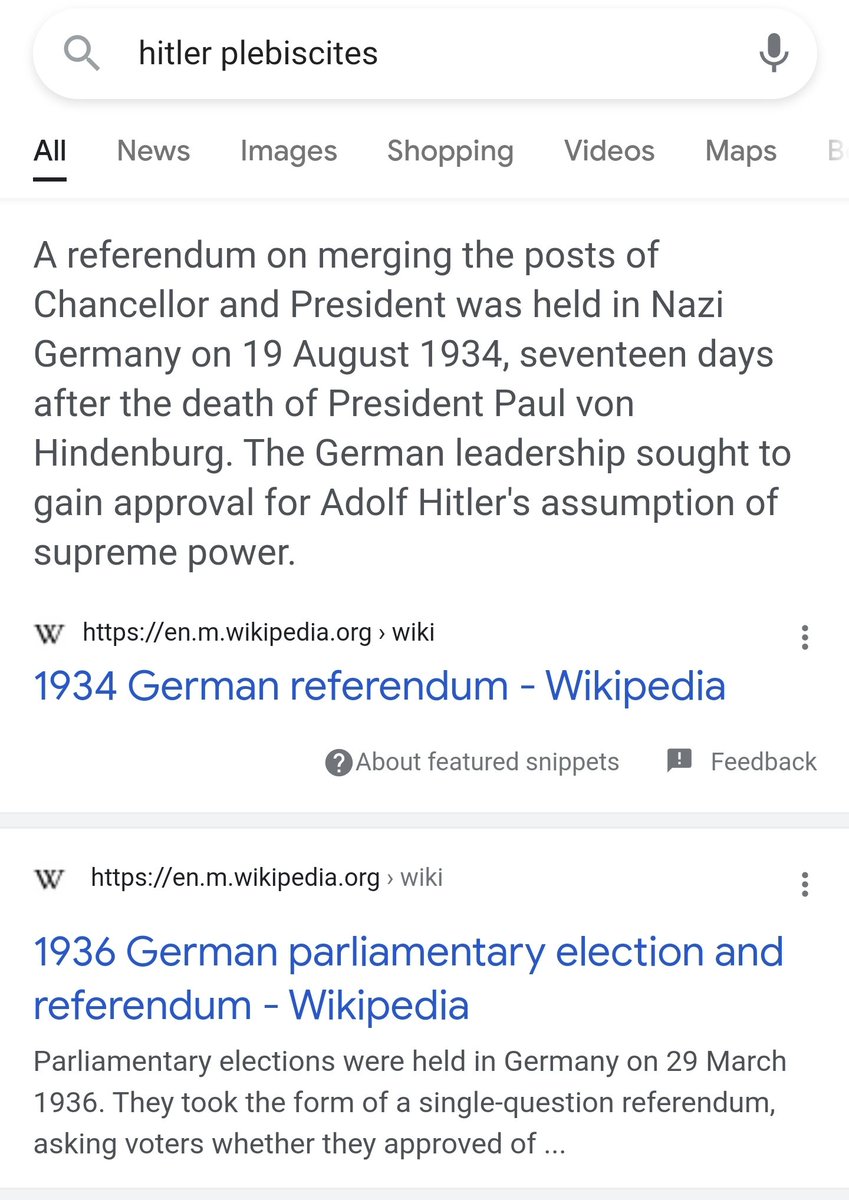 hitler plebiscites
All News Images Shopping Videos Maps
A referendum on merging the posts of
Chancellor and President was held in Nazi
Germany on 19 August 1934, seventeen days
after the death of President Paul von
Hindenburg. The German leadership sought to
gain approval for Adolf Hitler's assumption of
supreme power.
W https://en.m.wikipedia.org › wiki
1934 German referendum - Wikipedia
About featured snippets Feedback
W https://en.m.wikipedia.org › wiki
1936 German parliamentary election and
referendum - Wikipedia
Parliamentary elections were held in Germany on 29 March
1936. They took the form of a single-question referendum,
asking voters whether they approved of ...